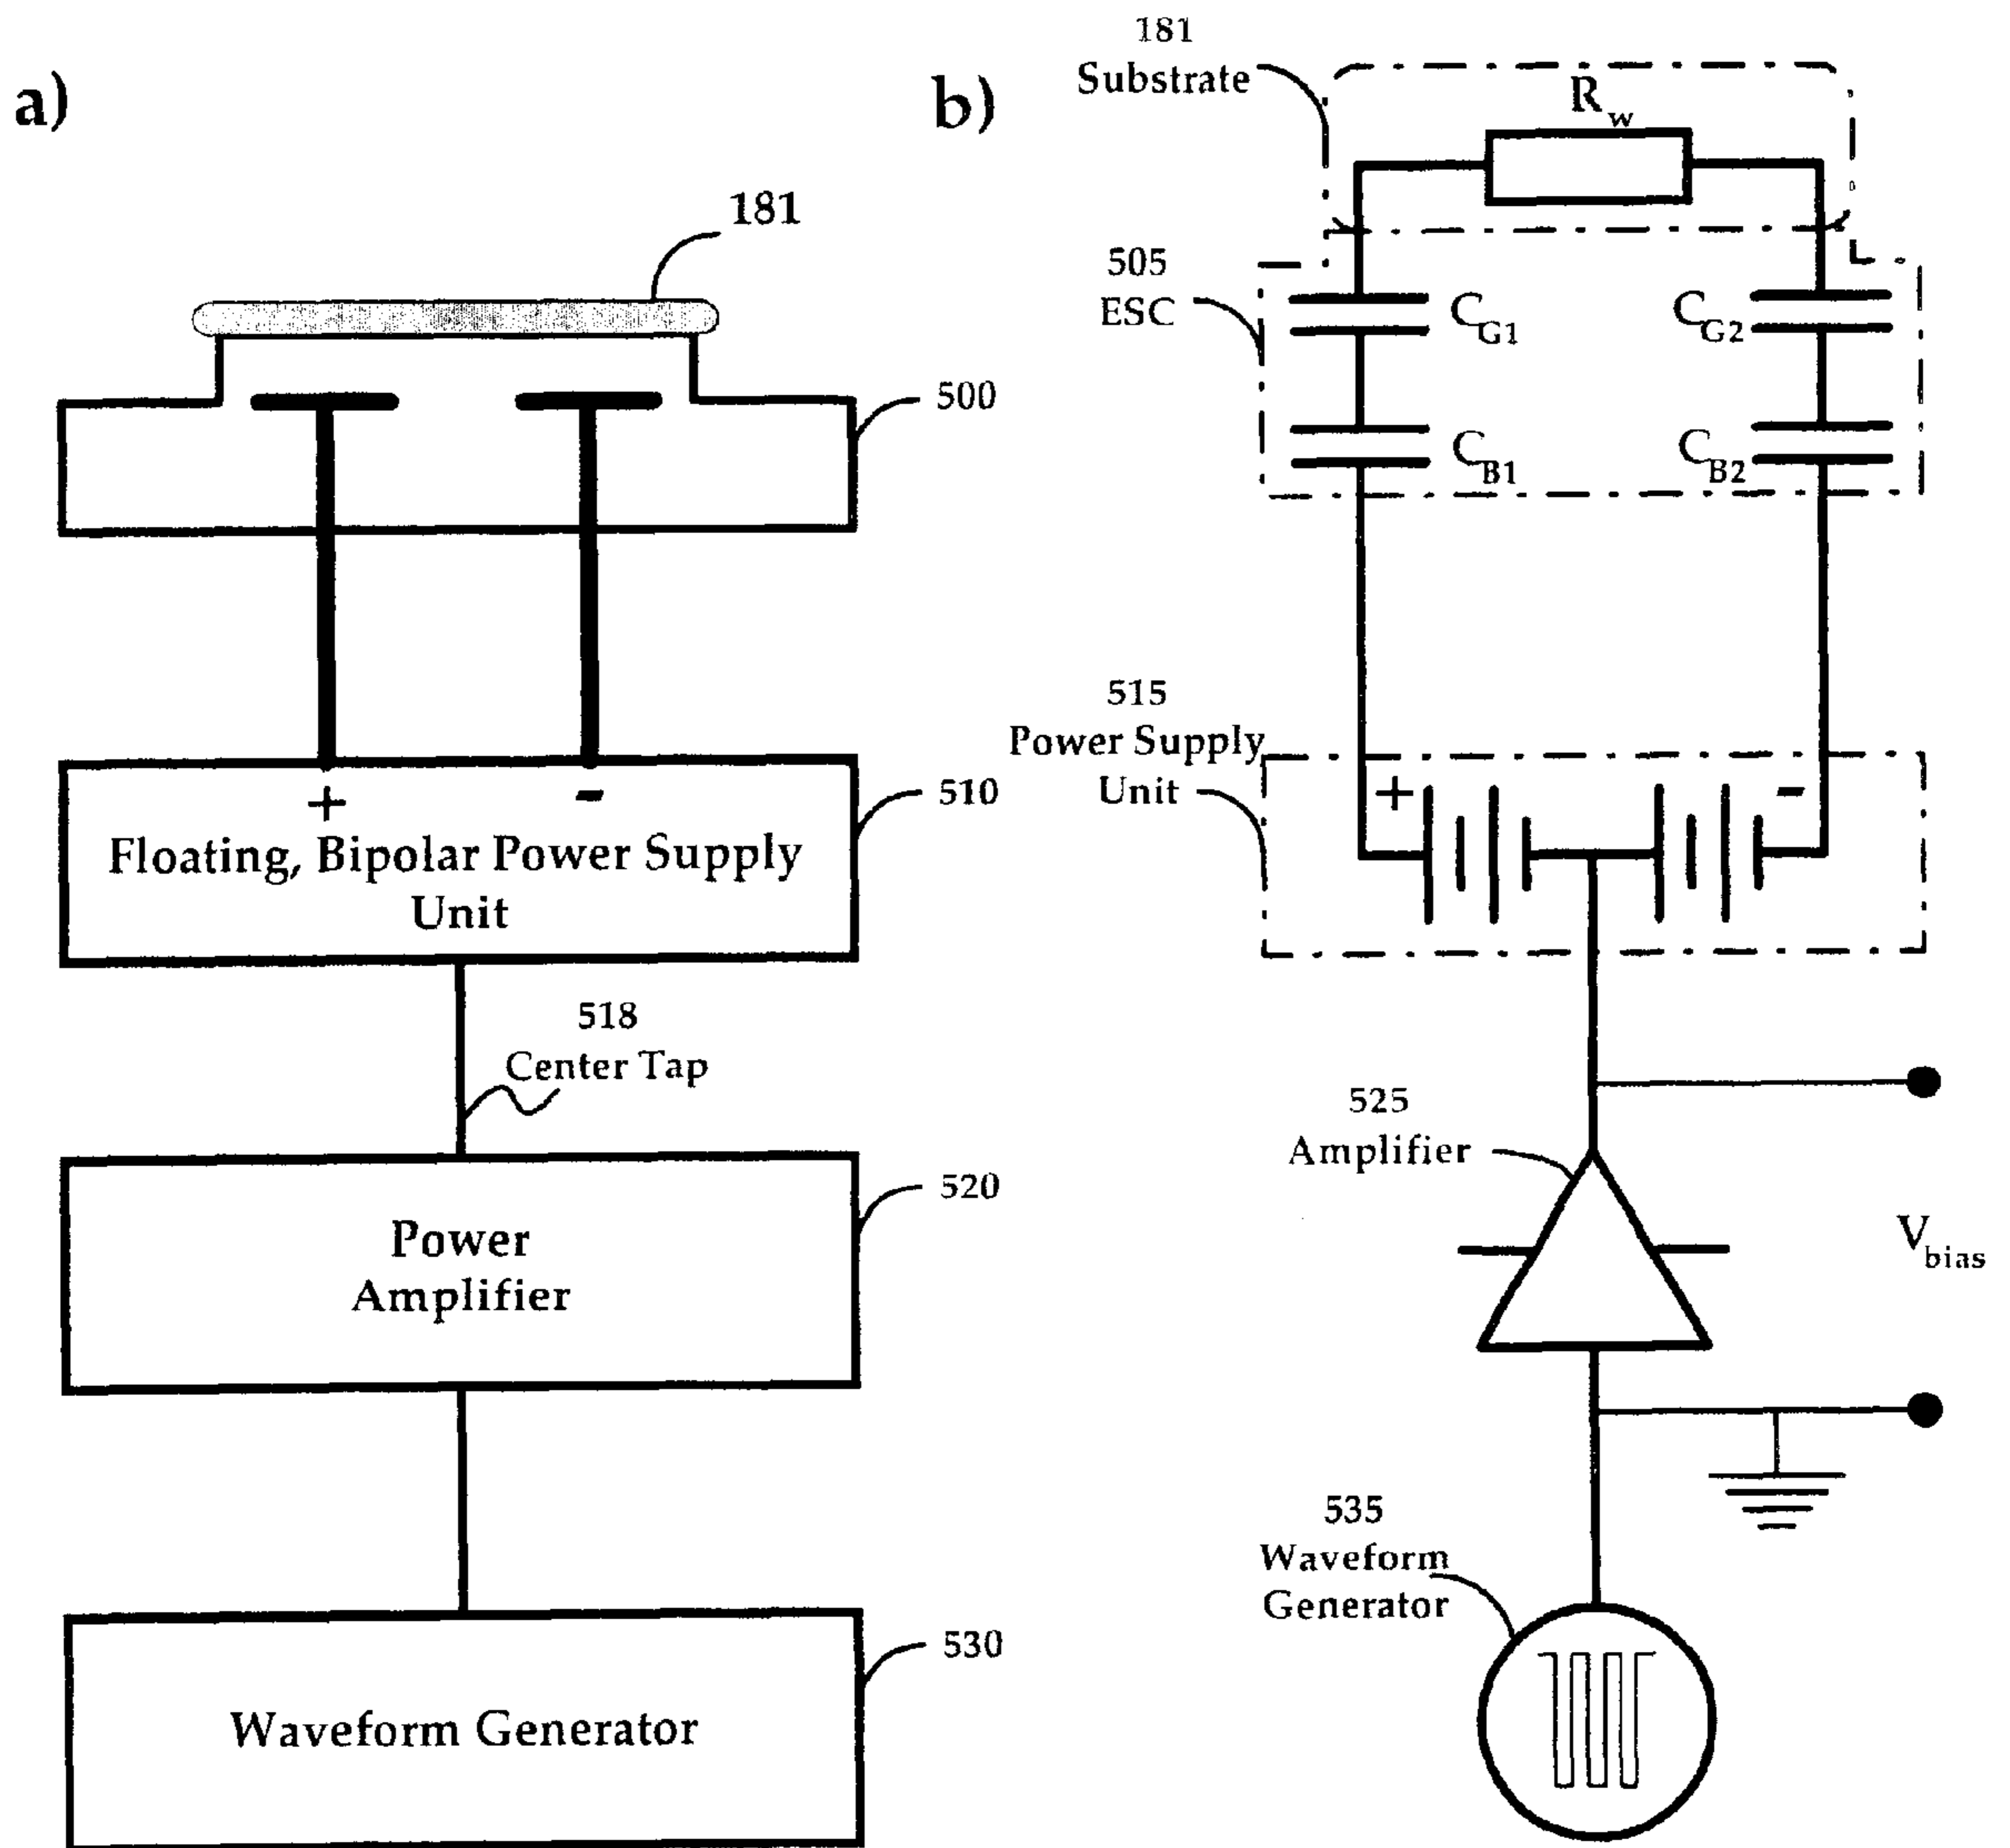 a)
181
500
+
-
510
Floating, Bipolar Power Supply
Unit
518
Center Tap
520
Power
Amplifier
530
Waveform Generator
b)
181
Substrate
R_w
505
ESC
C_G1
C_G2
C_B1
C_B2
515
Power Supply
Unit
+
-
525
Amplifier
V_bias
535
Waveform
Generator